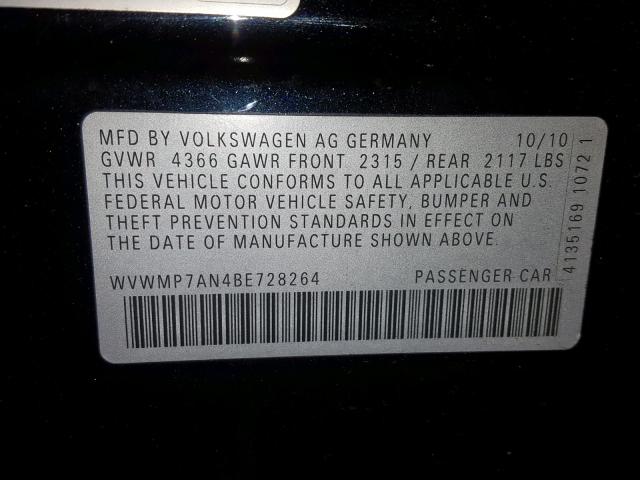 MFD BY VOLKSWAGEN AG GERMANY 10/10
GVWR 4366 GAWR FRONT 2315 / REAR 2117 LBS
THIS VEHICLE CONFORMS TO ALL APPLICABLE U.S.
FEDERAL MOTOR VEHICLE SAFETY, BUMPER AND
THEFT PREVENTION STANDARDS IN EFFECT ON
THE DATE OF MANUFACTURE SHOWN ABOVE.
WVWMP7AN4BE728264 PASSENGER CAR
4135169 1072 1